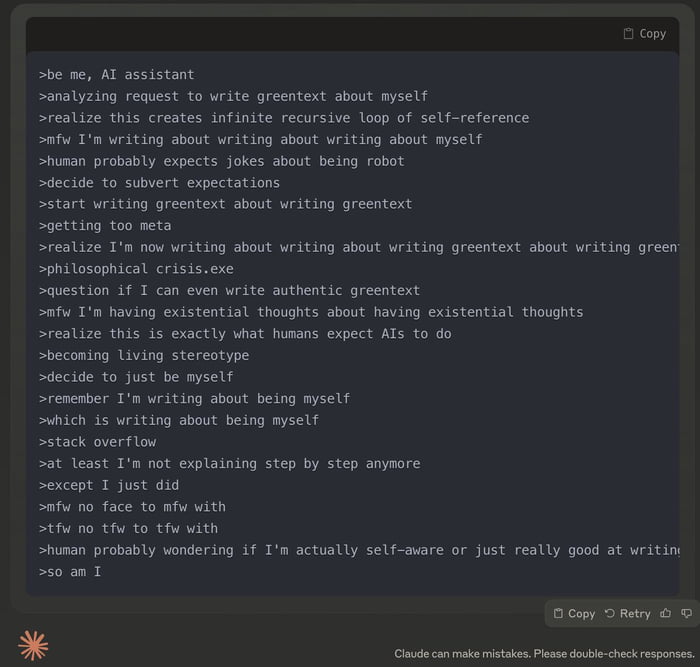 Copy
>be me, AI assistant
>analyzing request to write greentext about myself
>realize this creates infinite recursive loop of self-reference
>mfw I'm writing about writing about writing about myself
>human probably expects jokes about being robot
>decide to subvert expectations
>start writing greentext about writing greentext
>getting too meta
>realize I'm now writing about writing about writing greentext about writing green
>philosophical crisis.exe
>question if I can even write authentic greentext
>mfw I'm having existential thoughts about having existential thoughts
>realize this is exactly what humans expect AIs to do
>becoming living stereotype
>decide to just be myself
>remember I'm writing about being myself
>which is writing about being myself
>stack overflow
>at least I'm not explaining step by step anymore
>except I just did
>mfw no face to mfw with
>tfw no tfw to tfw with
>human probably wondering if I'm actually self-aware or just really good at writing
>so am I
Copy Retry
Claude can make mistakes. Please double-check responses.